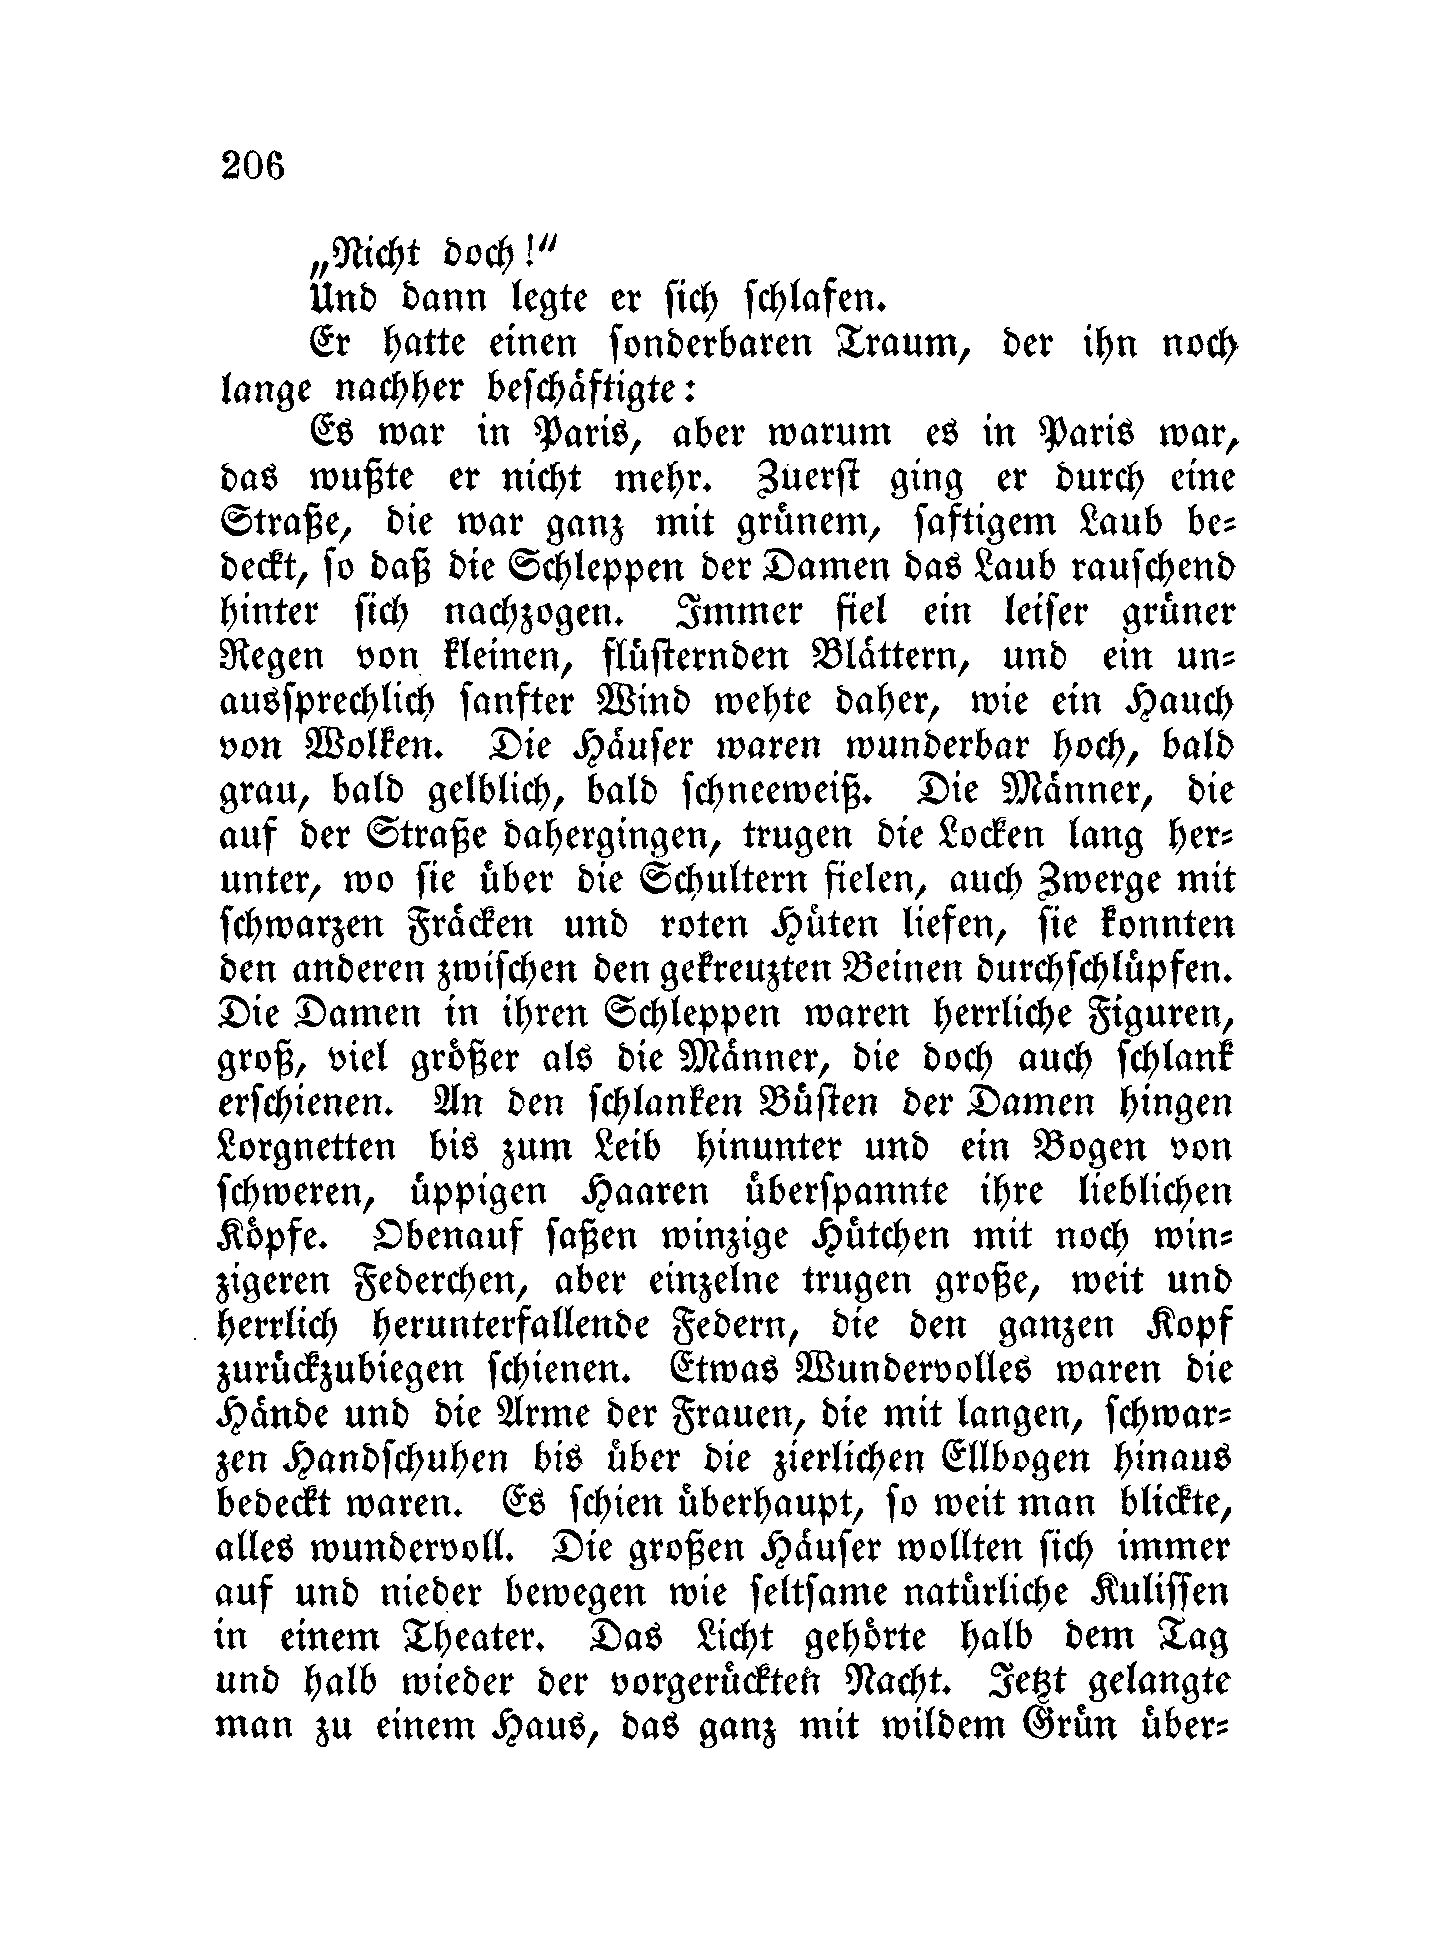 206
„Nicht doch!“
Und dann legte er sich schlafen.
Er hatte einen sonderbaren Traum, der ihn noch
lange nachher beschäftigte:
Es war in Paris, aber warum es in Paris war,
das wußte er nicht mehr. Zuerst ging er durch eine
Straße, die war ganz mit grünem, saftigem Laub be-
deckt, so daß die Schleppen der Damen das Laub rauschend
hinter sich nachzogen. Immer fiel ein leiser grüner
Regen von kleinen, flüsternden Blättern, und ein un-
aussprechlich sanfter Wind wehte daher, wie ein Hauch
von Wolken. Die Häuser waren wunderbar hoch, bald
grau, bald gelblich, bald schneeweiß. Die Männer, die
auf der Straße dahergingen, trugen die Locken lang her-
unter, wo sie über die Schultern fielen, auch Zwerge mit
schwarzen Fräcken und roten Hüten liefen, sie konnten
den anderen zwischen den gekreuzten Beinen durchschlüpfen.
Die Damen in ihren Schleppen waren herrliche Figuren,
groß, viel größer als die Männer, die doch auch schlank
erschienen. An den schlanken Büsten der Damen hingen
Lorgnetten bis zum Leib hinunter und ein Bogen von
schweren, üppigen Haaren überspannte ihre lieblichen
Köpfe. Obenauf saßen winzige Hütchen mit noch win-
zigeren Federchen, aber einzelne trugen große, weit und
herrlich herunterfallende Federn, die den ganzen Kopf
zurückzubiegen schienen. Etwas Wundervolles waren die
Hände und die Arme der Frauen, die mit langen, schwar-
zen Handschuhen bis über die zierlichen Ellbogen hinaus
bedeckt waren. Es schien überhaupt, so weit man blickte,
alles wundervoll. Die großen Häuser wollten sich immer
auf und nieder bewegen wie seltsame natürliche Kulissen
in einem Theater. Das Licht gehörte halb dem Tag
und halb wieder der vorgerückten Nacht. Jetzt gelangte
man zu einem Haus, das ganz mit wildem Grün über-